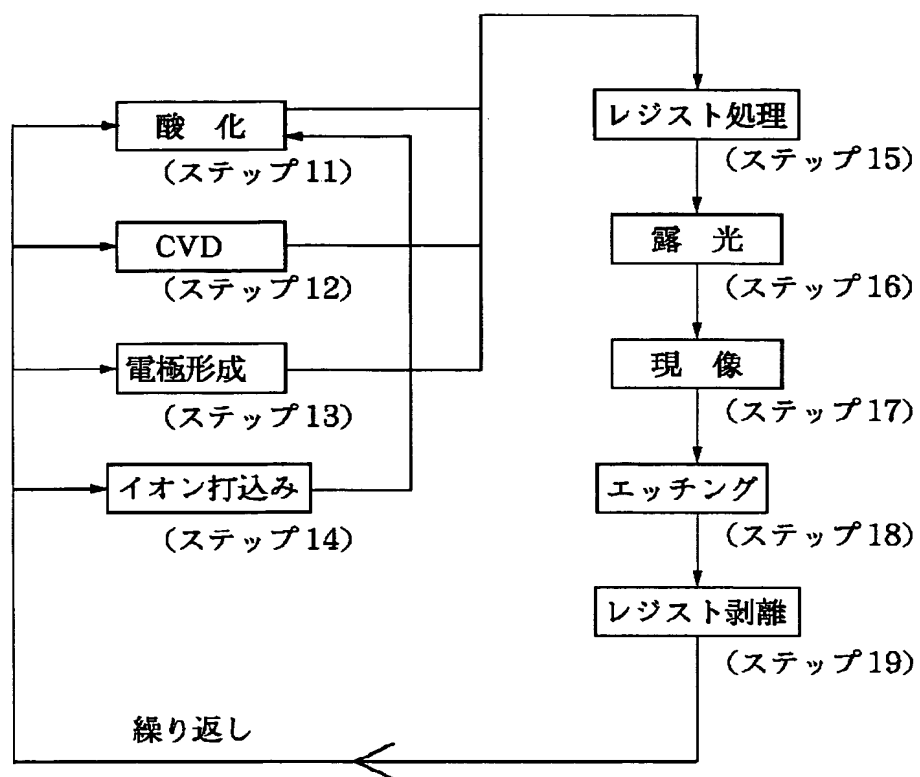 酸 化
(ステップ11)
CVD
(ステップ12)
電極形成
(ステップ13)
イオン打込み
(ステップ14)
レジスト処理
(ステップ15)
露 光
(ステップ16)
現 像
(ステップ17)
エッチング
(ステップ18)
レジスト剥離
(ステップ19)
繰り返し